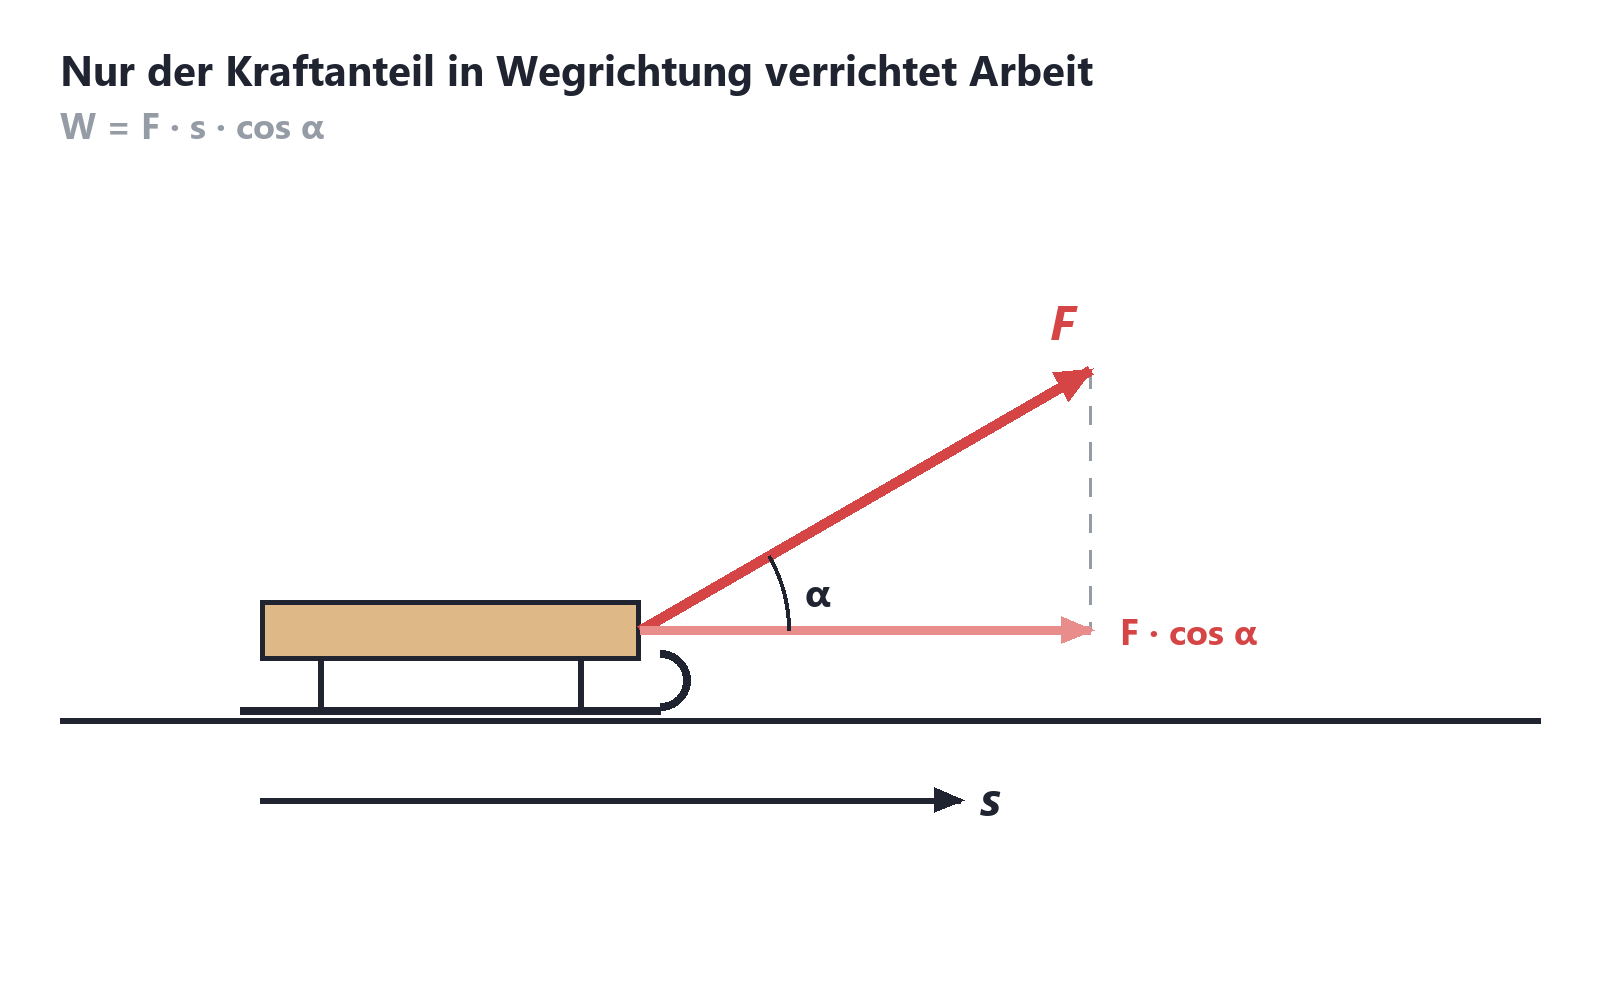 Nur der Kraftanteil in Wegrichtung verrichtet Arbeit
W = F · s · cos α
F
α
F · cos α
s